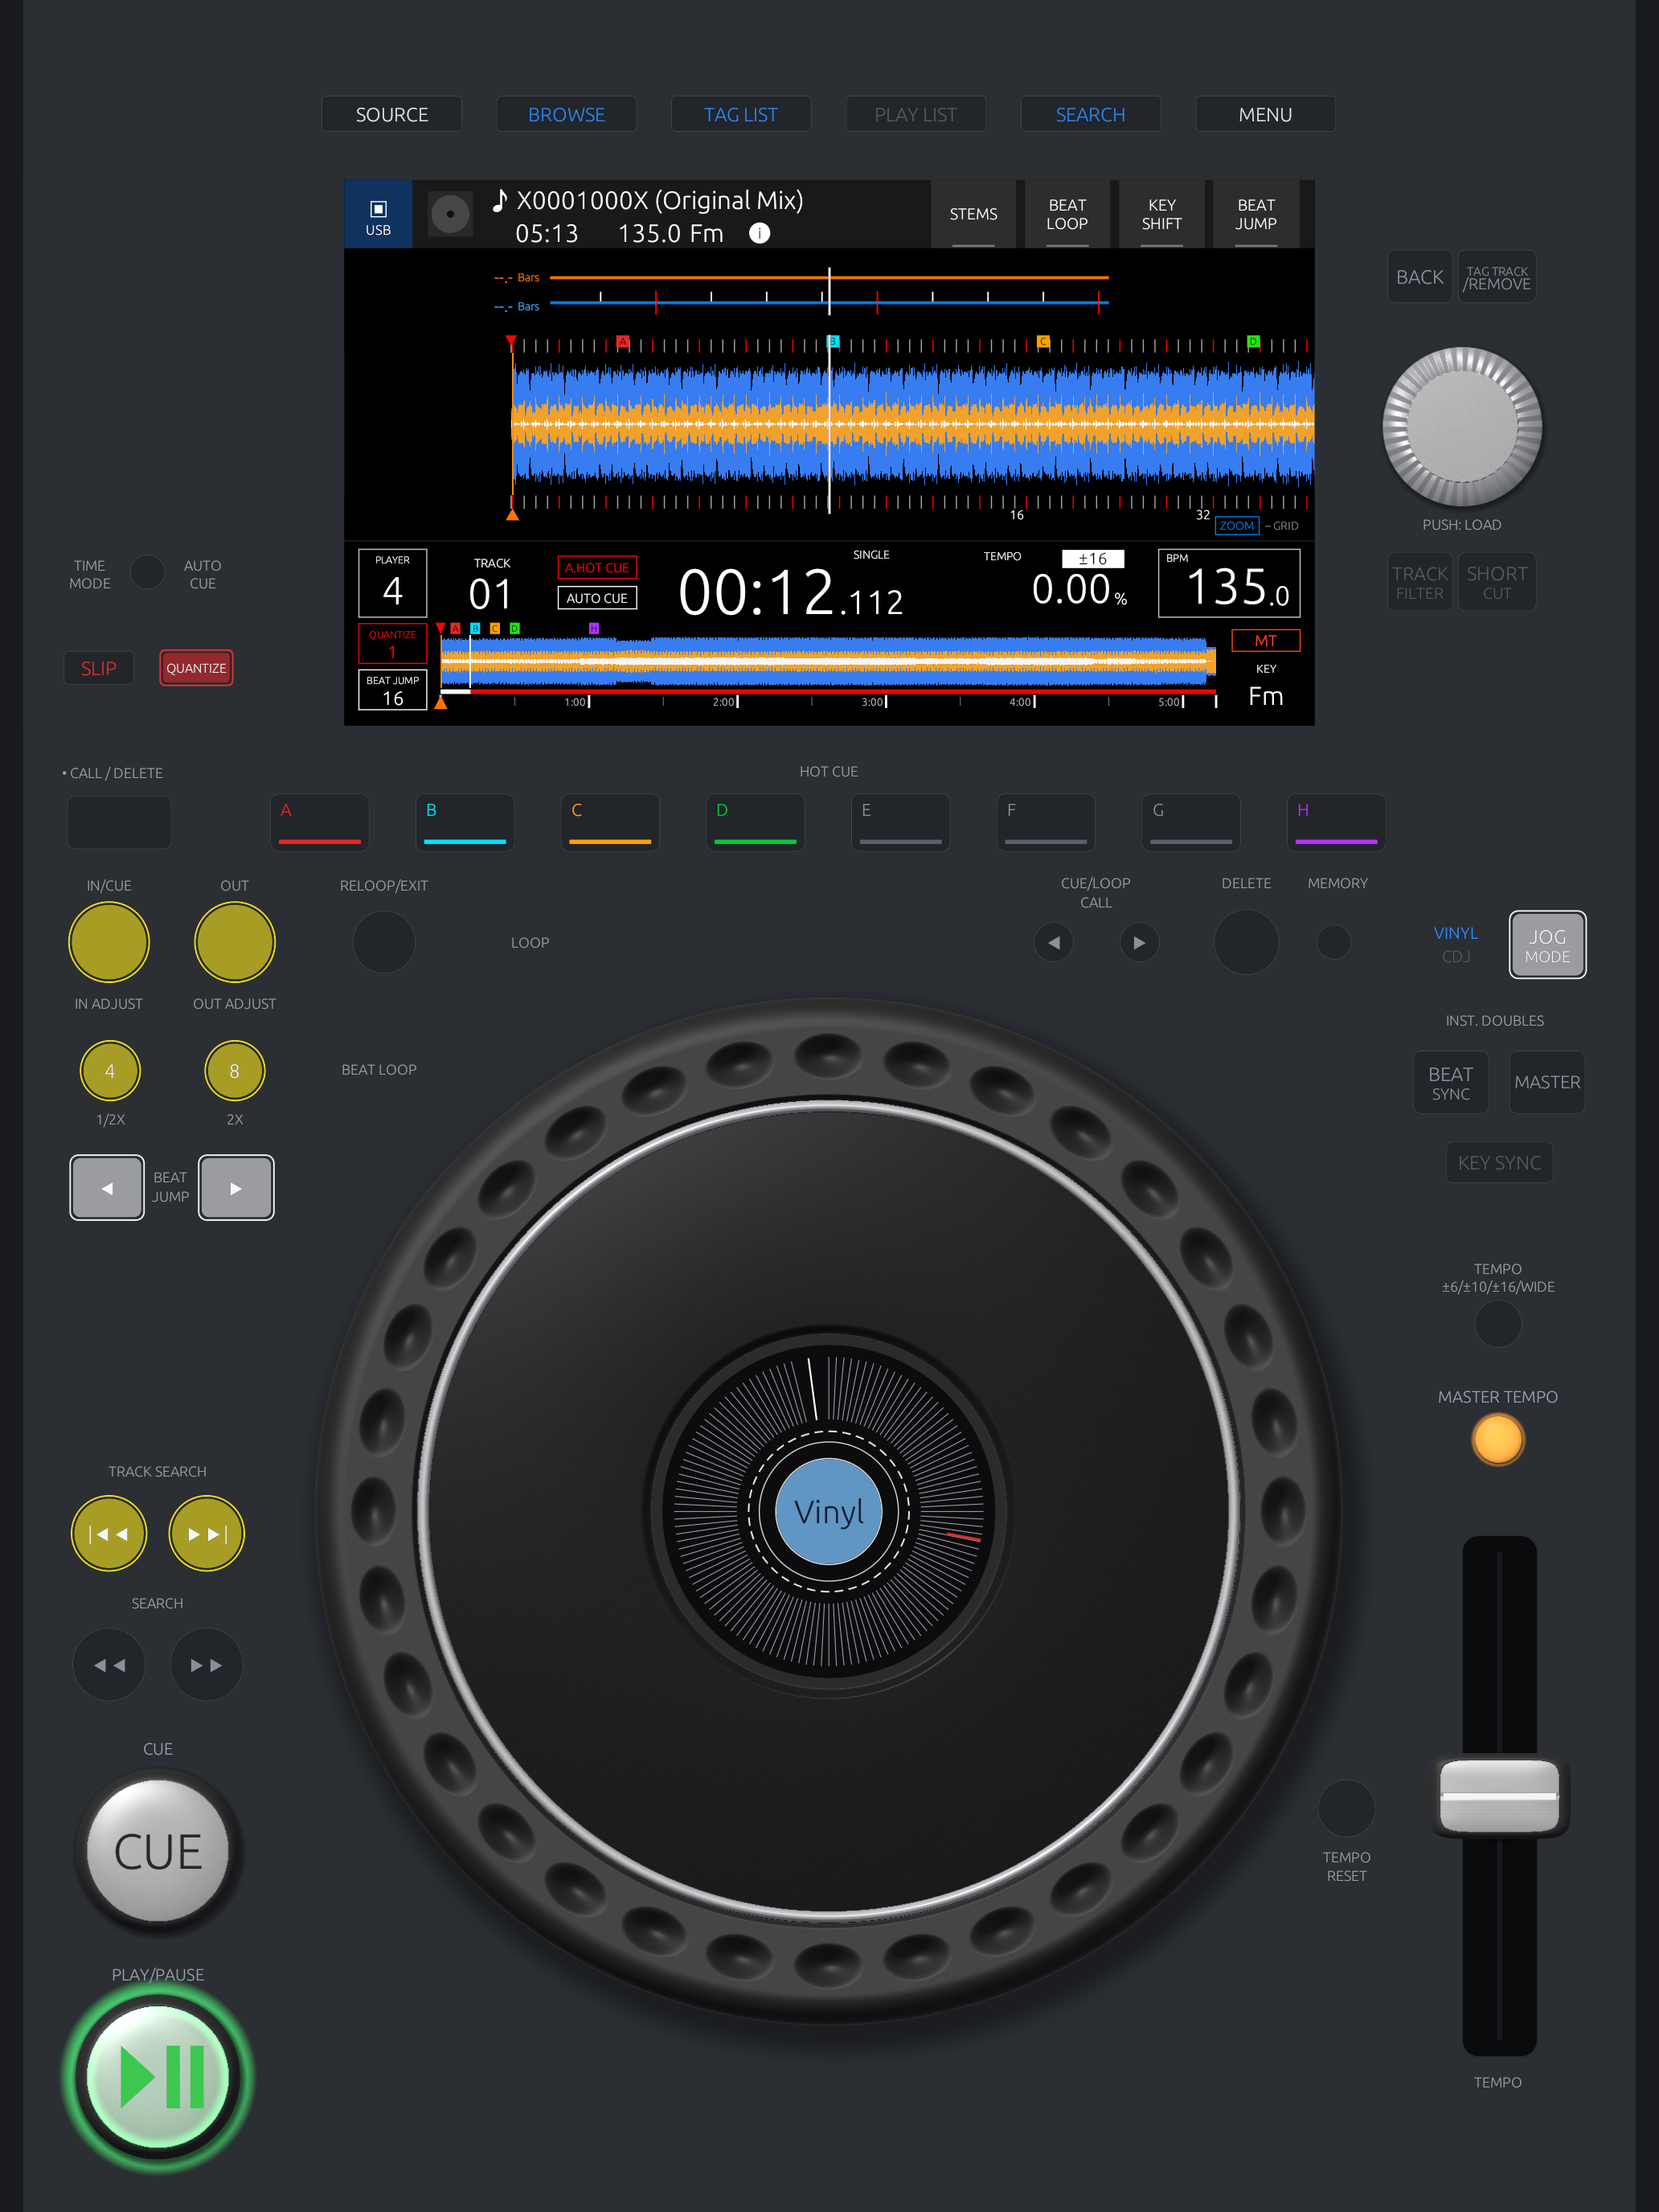 SOURCE
BROWSE
TAG LIST
PLAY LIST
SEARCH
MENU
USB
X0001000X (Original Mix)
05:13 135.0 Fm i
STEMS
BEAT
LOOP
KEY
SHIFT
BEAT
JUMP
--.- Bars
--.- Bars
A
B
C
D
16
32
ZOOM – GRID
BACK
TAG TRACK
/REMOVE
PUSH: LOAD
TRACK
FILTER
SHORT
CUT
TIME
MODE
AUTO
CUE
SLIP
QUANTIZE
PLAYER
4
TRACK
01
A.HOT CUE
AUTO CUE
SINGLE
00:12.112
TEMPO
±16
0.00%
BPM
135.0
QUANTIZE
1
BEAT JUMP
16
A B C D H
1:00 2:00 3:00 4:00 5:00
MT
KEY
Fm
• CALL / DELETE
HOT CUE
A
B
C
D
E
F
G
H
IN/CUE
OUT
RELOOP/EXIT
LOOP
IN ADJUST
OUT ADJUST
CUE/LOOP
CALL
DELETE
MEMORY
VINYL
CDJ
JOG
MODE
INST. DOUBLES
BEAT
SYNC
MASTER
KEY SYNC
4
8
BEAT LOOP
1/2X
2X
BEAT
JUMP
TEMPO
±6/±10/±16/WIDE
MASTER TEMPO
Vinyl
TRACK SEARCH
SEARCH
CUE
CUE
PLAY/PAUSE
TEMPO
RESET
TEMPO